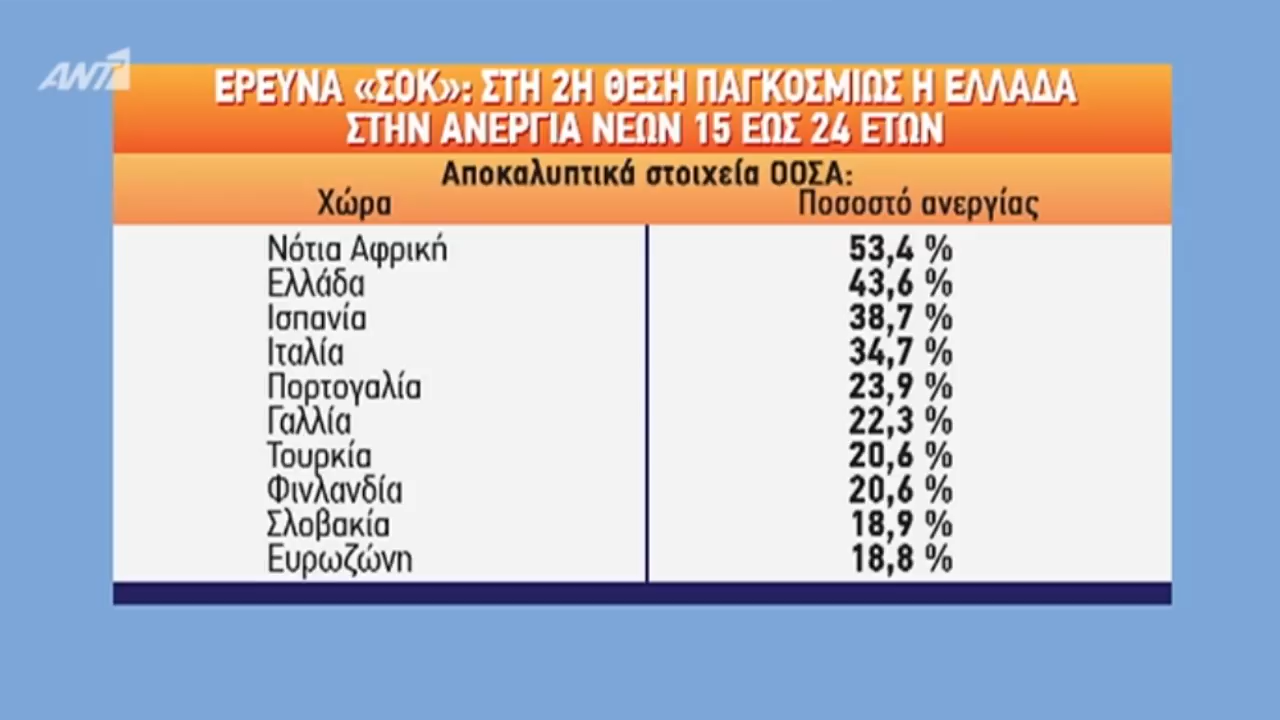 ANT1
ΕΡΕΥΝΑ «ΣΟΚ»: ΣΤΗ 2Η ΘΕΣΗ ΠΑΓΚΟΣΜΙΩΣ Η ΕΛΛΑΔΑ
ΣΤΗΝ ΑΝΕΡΓΙΑ ΝΕΩΝ 15 ΕΩΣ 24 ΕΤΩΝ
Αποκαλυπτικά στοιχεία ΟΟΣΑ:
Χώρα Ποσοστό ανεργίας
Νότια Αφρική 53,4 %
Ελλάδα 43,6 %
Ισπανία 38,7 %
Ιταλία 34,7 %
Πορτογαλία 23,9 %
Γαλλία 22,3 %
Τουρκία 20,6 %
Φινλανδία 20,6 %
Σλοβακία 18,9 %
Ευρωζώνη 18,8 %